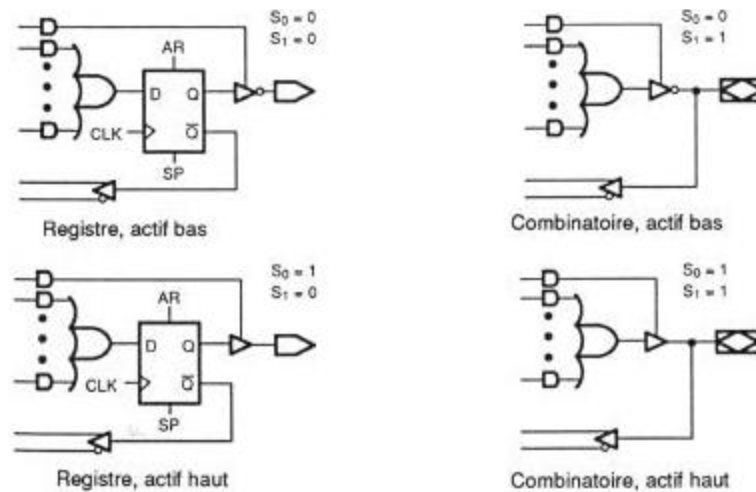 S0 = 0
S1 = 0
AR
D Q
CLK Q
SP
Registre, actif bas
S0 = 0
S1 = 1
Combinatoire, actif bas
S0 = 1
S1 = 0
AR
D Q
CLK Q
SP
Registre, actif haut
S0 = 1
S1 = 1
Combinatoire, actif haut